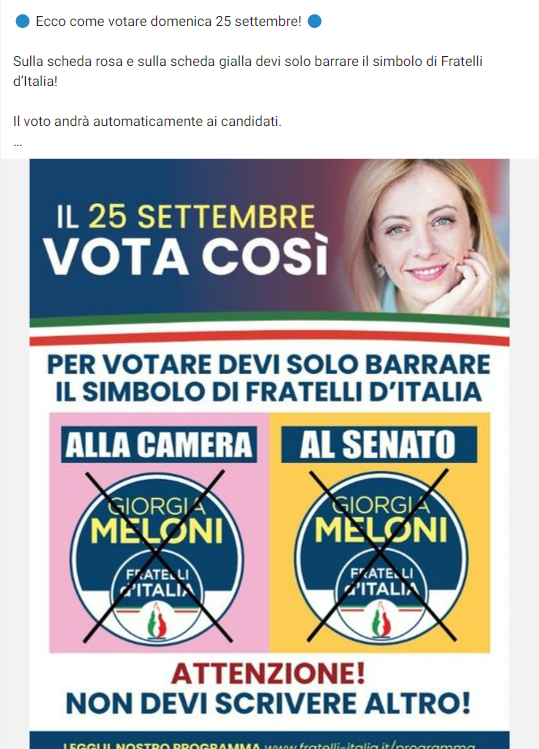 🔵 Ecco come votare domenica 25 settembre! 🔵
Sulla scheda rosa e sulla scheda gialla devi solo barrare il simbolo di Fratelli
d'Italia!
Il voto andrà automaticamente ai candidati.
...
IL 25 SETTEMBRE
VOTA COSÌ
PER VOTARE DEVI SOLO BARRARE
IL SIMBOLO DI FRATELLI D'ITALIA
ALLA CAMERA
GIORGIA
MELONI
FRATELLI
d'ITALIA
AL SENATO
GIORGIA
MELONI
FRATELLI
d'ITALIA
ATTENZIONE!
NON DEVI SCRIVERE ALTRO!
LEGGI IL NOSTRO PROGRAMMA www.fratelli-italia.it/programma